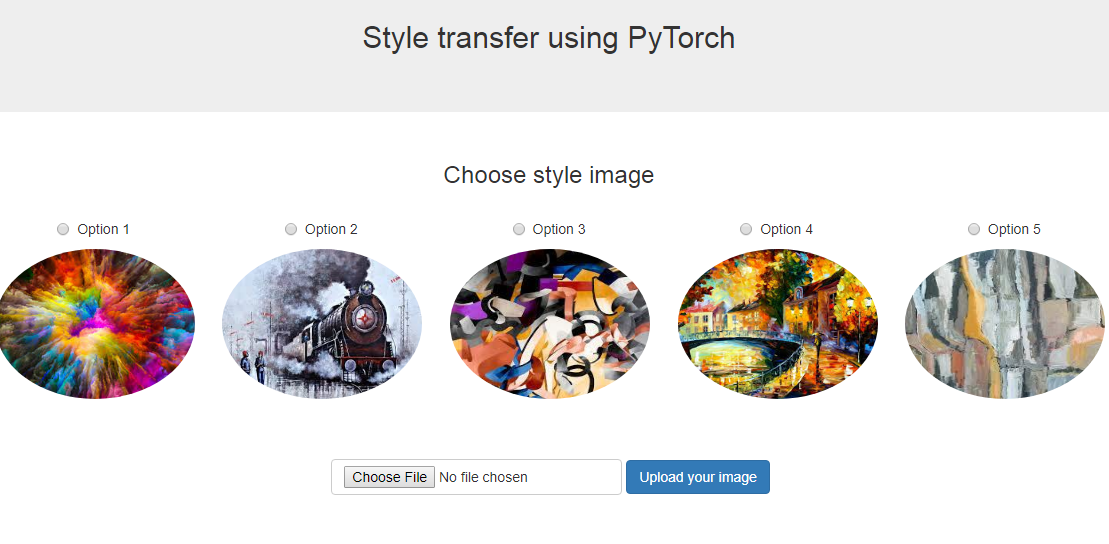 Style transfer using PyTorch
Choose style image
Option 1
Option 2
Option 3
Option 4
Option 5
Choose File No file chosen
Upload your image